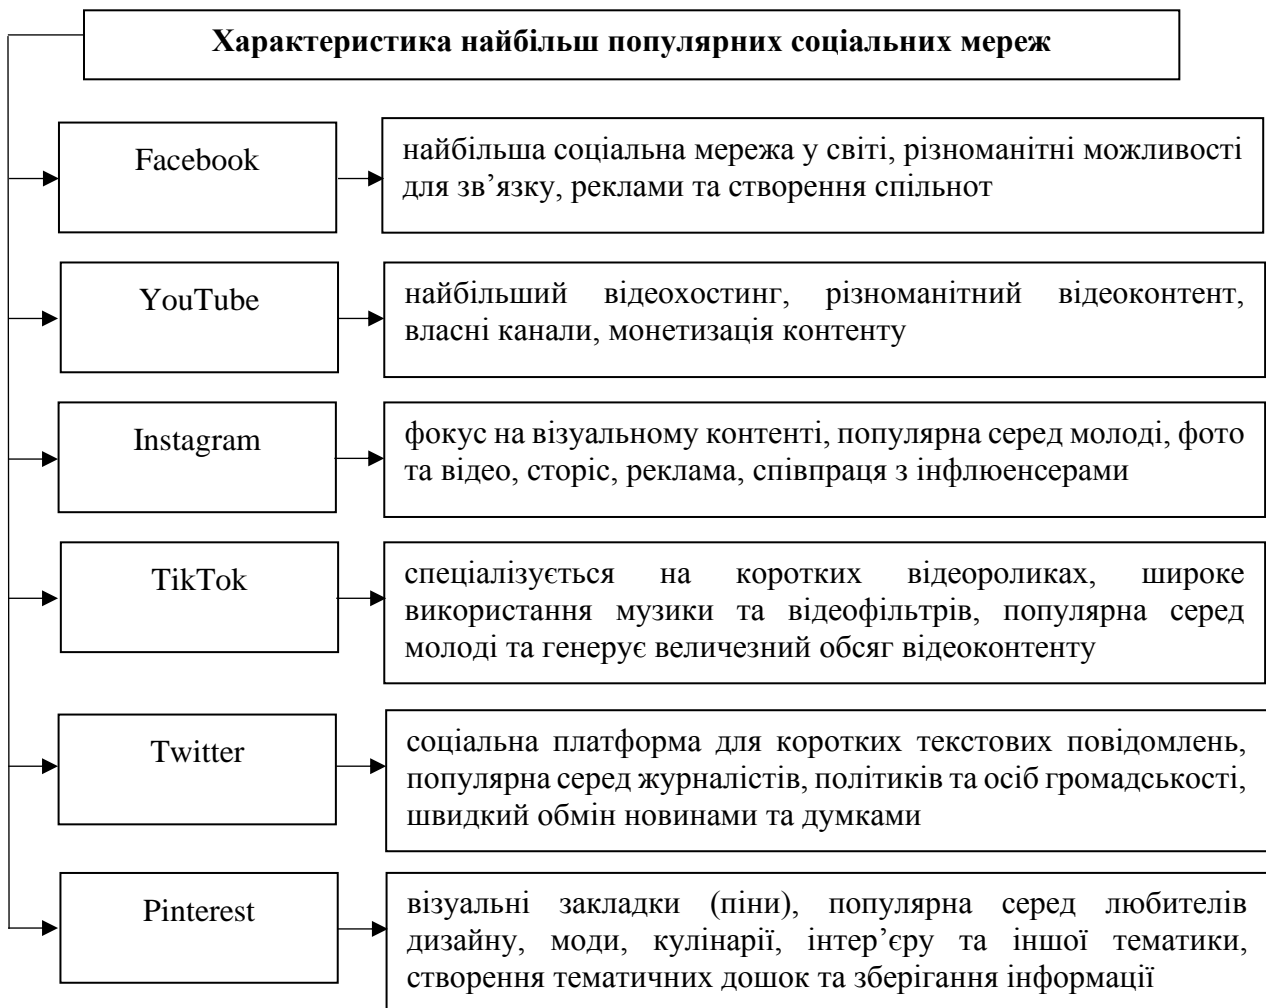 Характеристика найбільш популярних соціальних мереж
Facebook
найбільша соціальна мережа у світі, різноманітні можливості
для зв’язку, реклами та створення спільнот
YouTube
найбільший відеохостинг, різноманітний відеоконтент,
власні канали, монетизація контенту
Instagram
фокус на візуальному контенті, популярна серед молоді, фото
та відео, сторіс, реклама, співпраця з інфлюенсерами
TikTok
спеціалізується на коротких відеороликах, широке
використання музики та відеофільтрів, популярна серед
молоді та генерує величезний обсяг відеоконтенту
Twitter
соціальна платформа для коротких текстових повідомлень,
популярна серед журналістів, політиків та осіб громадськості,
швидкий обмін новинами та думками
Pinterest
візуальні закладки (піни), популярна серед любителів
дизайну, моди, кулінарії, інтер’єру та іншої тематики,
створення тематичних дошок та зберігання інформації